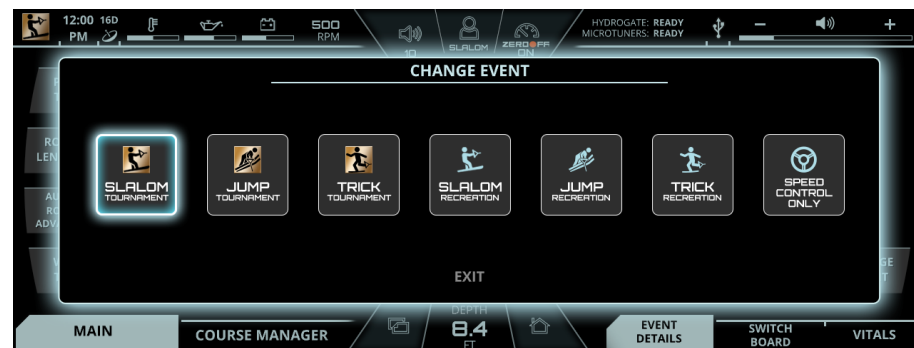 12:00 16D
PM
500
RPM
10
SLALOM
ZEROOFF
ON
HYDROGATE: READY
MICROTUNERS: READY
CHANGE EVENT
SLALOM
TOURNAMENT
JUMP
TOURNAMENT
TRICK
TOURNAMENT
SLALOM
RECREATION
JUMP
RECREATION
TRICK
RECREATION
SPEED
CONTROL
ONLY
EXIT
MAIN
COURSE MANAGER
DEPTH
8.4
FT
EVENT
DETAILS
SWITCH
BOARD
VITALS